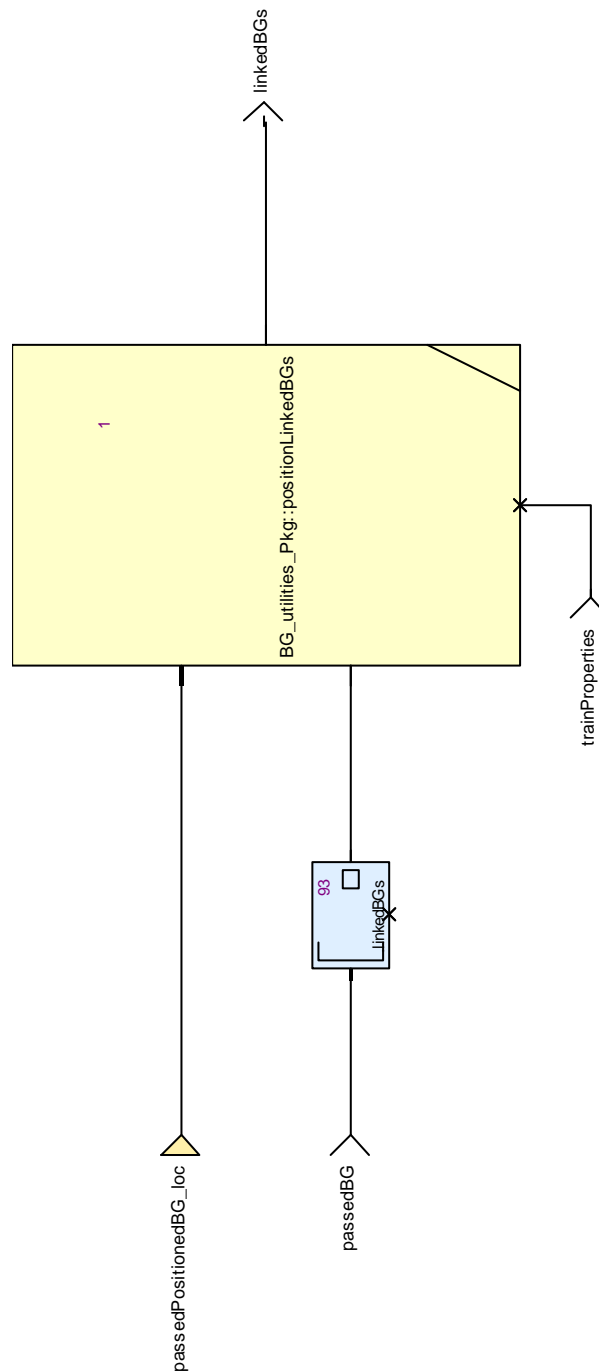 passedPositionedBG_loc
passedBG
93
linkedBGs
1
BG_utilities_Pkg::positionLinkedBGs
trainProperties
linkedBGs